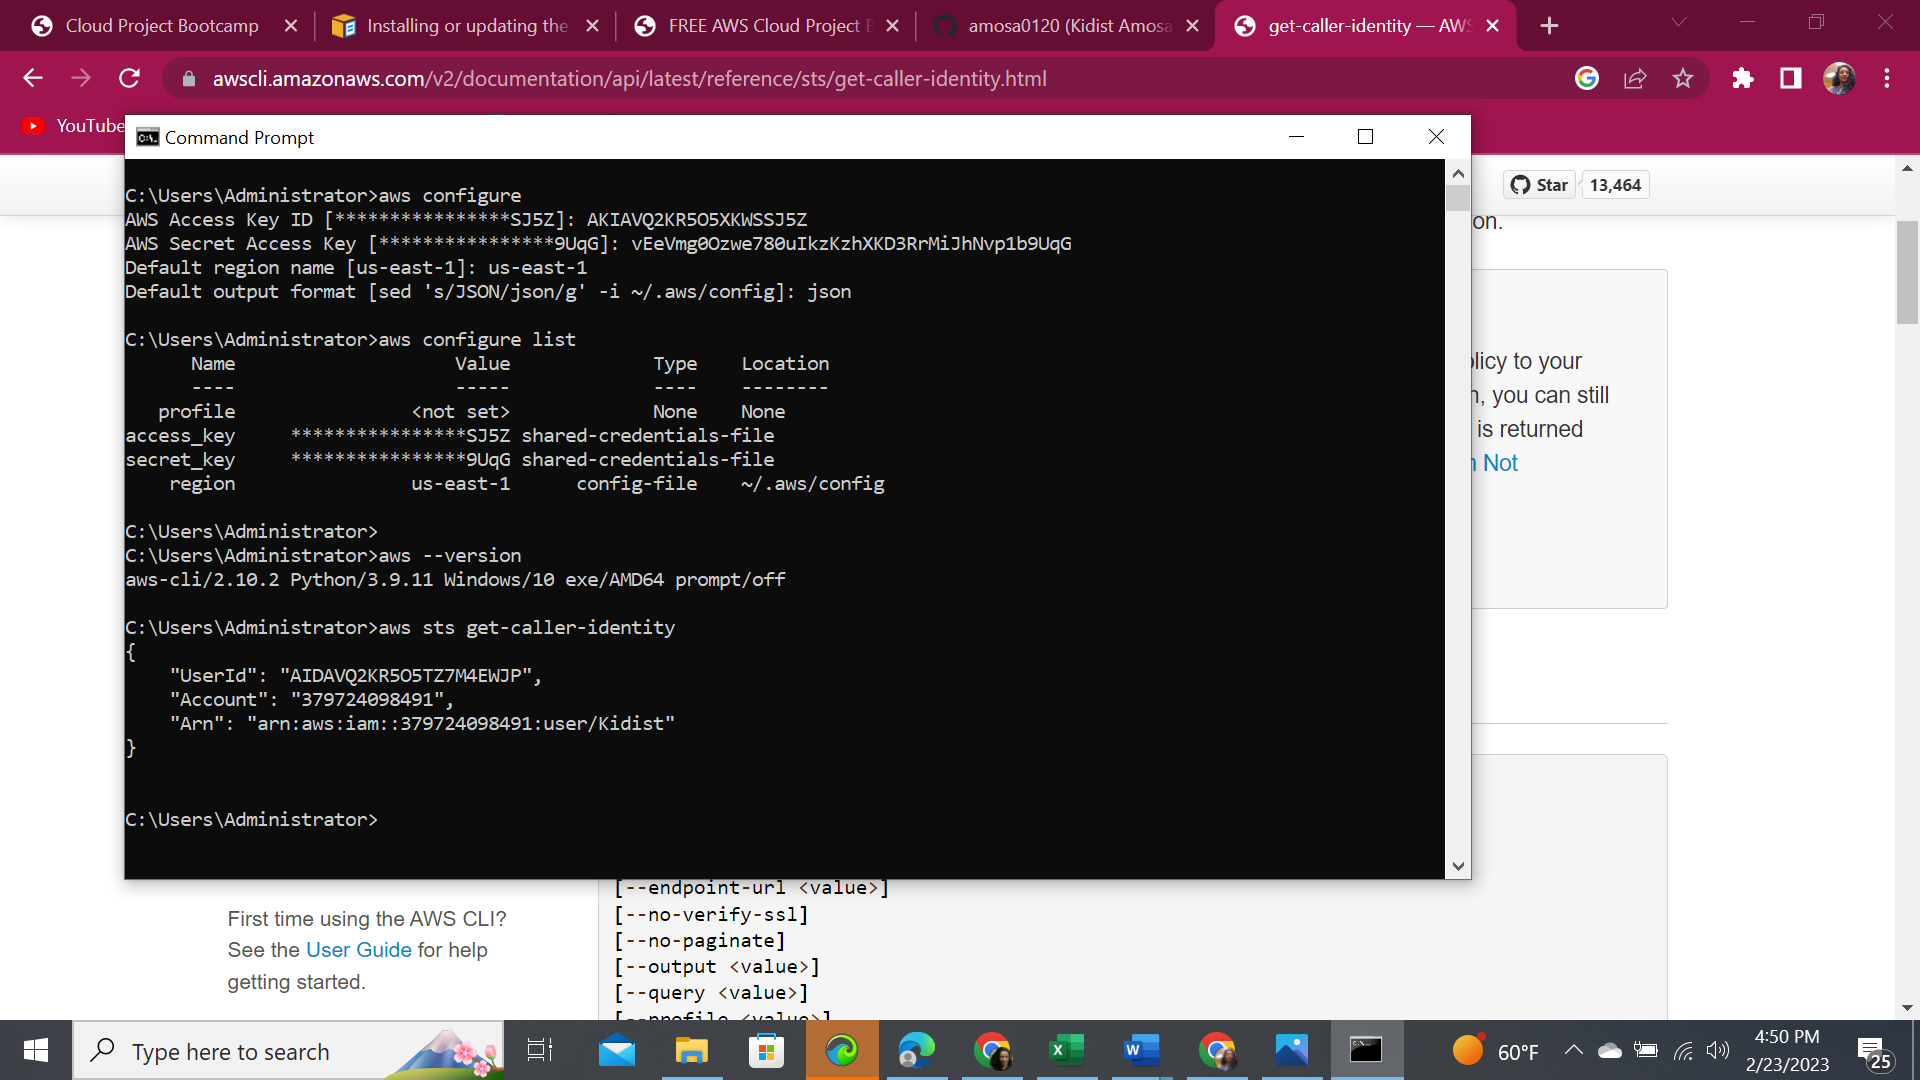 Cloud Project Bootcamp
Installing or updating the
FREE AWS Cloud Project B
amosa0120 (Kidist Amosa
get-caller-identity — AWS
awscli.amazonaws.com/v2/documentation/api/latest/reference/sts/get-caller-identity.html
YouTube
Command Prompt
Star 13,464
on.
C:\Users\Administrator>aws configure
AWS Access Key ID [****************SJ5Z]: [redacted]
AWS Secret Access Key [****************9UqG]: [redacted]
Default region name [us-east-1]: us-east-1
Default output format [sed 's/JSON/json/g' -i ~/.aws/config]: json
C:\Users\Administrator>aws configure list
Name Value Type Location
---- ----- ---- --------
profile <not set> None None
access_key ****************SJ5Z shared-credentials-file
secret_key ****************9UqG shared-credentials-file
region us-east-1 config-file ~/.aws/config
C:\Users\Administrator>
C:\Users\Administrator>aws --version
aws-cli/2.10.2 Python/3.9.11 Windows/10 exe/AMD64 prompt/off
C:\Users\Administrator>aws sts get-caller-identity
{
"UserId": "AIDAVQ2KR5O5TZ7M4EWJP",
"Account": "379724098491",
"Arn": "arn:aws:iam::379724098491:user/Kidist"
}
C:\Users\Administrator>
licy to your
, you can still
is returned
Not
[--endpoint-url <value>]
[--no-verify-ssl]
[--no-paginate]
[--output <value>]
[--query <value>]
[--profile <value>]
First time using the AWS CLI?
See the User Guide for help
getting started.
Type here to search
60°F
4:50 PM
2/23/2023
25